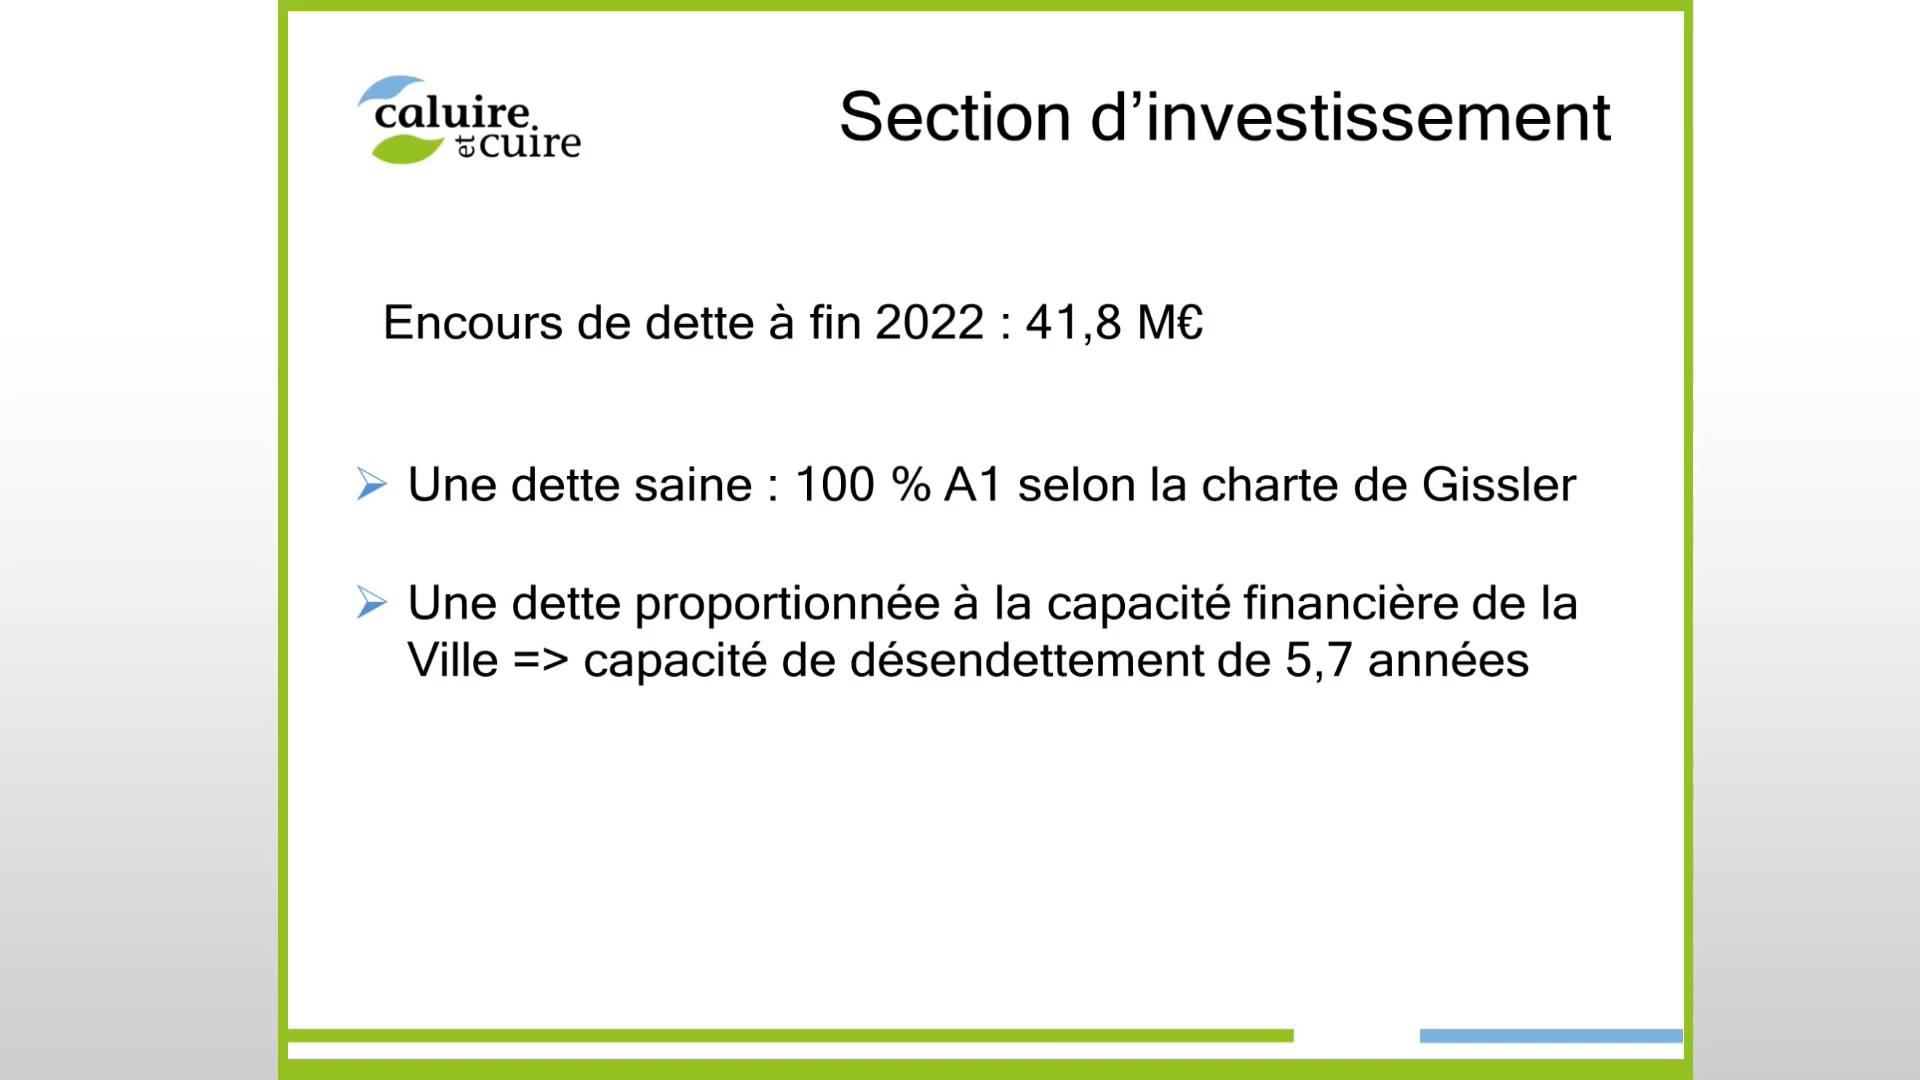 caluire
et cuire
Section d’investissement
Encours de dette à fin 2022 : 41,8 M€
Une dette saine : 100 % A1 selon la charte de Gissler
Une dette proportionnée à la capacité financière de la
Ville => capacité de désendettement de 5,7 années